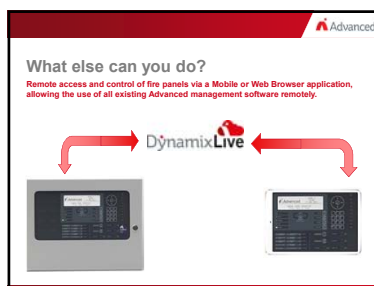 Advanced
What else can you do?
Remote access and control of fire panels via a Mobile or Web Browser application,
allowing the use of all existing Advanced management software remotely.
DynamixLive